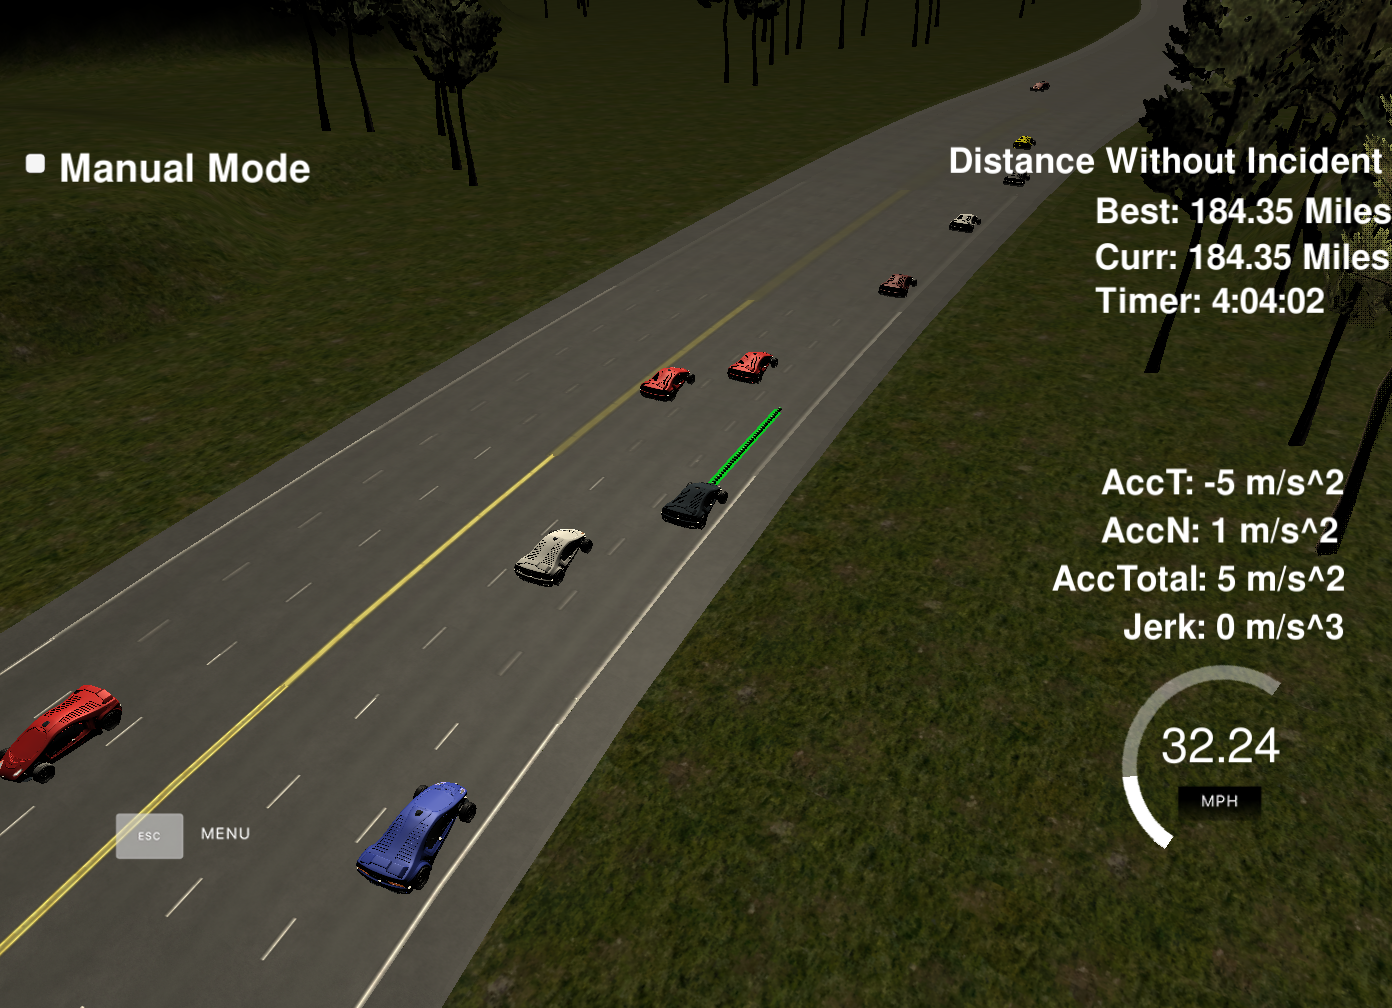 Manual Mode
Distance Without Incident
Best: 184.35 Miles
Curr: 184.35 Miles
Timer: 4:04:02
AccT: -5 m/s^2
AccN: 1 m/s^2
AccTotal: 5 m/s^2
Jerk: 0 m/s^3
32.24
MPH
ESC MENU